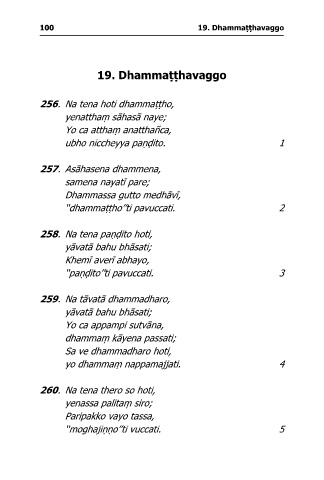 100 19. Dhammaṭṭhavaggo
19. Dhammaṭṭhavaggo
256. Na tena hoti dhammaṭṭho,
yenatthaṃ sāhasā naye;
Yo ca atthaṃ anatthañca,
ubho niccheyya paṇḍito. 1
257. Asāhasena dhammena,
samena nayatī pare;
Dhammassa gutto medhāvī,
"dhammaṭṭho"ti pavuccati. 2
258. Na tena paṇḍito hoti,
yāvatā bahu bhāsati;
Khemī averī abhayo,
"paṇḍito"ti pavuccati. 3
259. Na tāvatā dhammadharo,
yāvatā bahu bhāsati;
Yo ca appampi sutvāna,
dhammaṃ kāyena passati;
Sa ve dhammadharo hoti,
yo dhammaṃ nappamajjati. 4
260. Na tena thero so hoti,
yenassa palitaṃ siro;
Paripakko vayo tassa,
"moghajiṇṇo"ti vuccati. 5